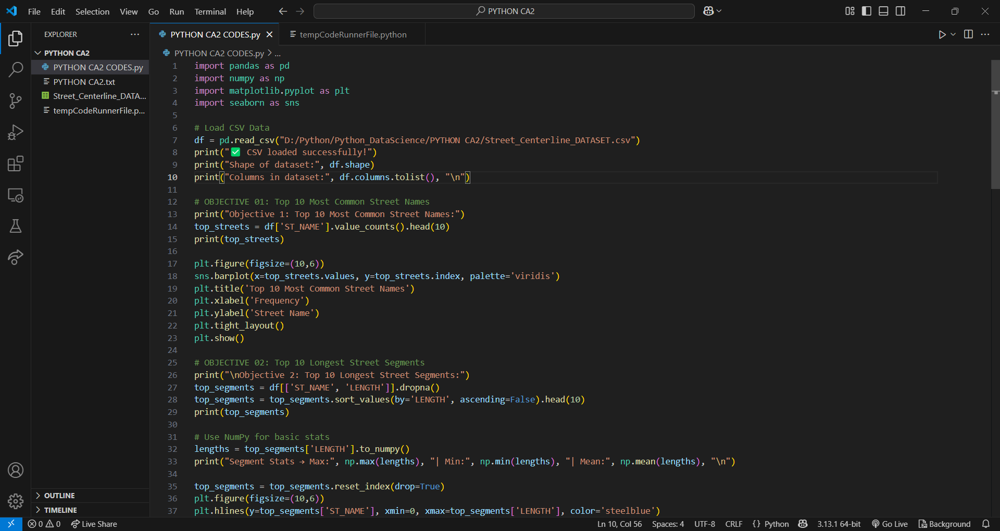 File Edit Selection View Go Run Terminal Help
PYTHON CA2
EXPLORER
PYTHON CA2 CODES.py
tempCodeRunnerFile.python
PYTHON CA2
PYTHON CA2 CODES.py
PYTHON CA2.txt
Street_Centerline_DATA...
tempCodeRunnerFile.p...
PYTHON CA2 CODES.py > ...
1 import pandas as pd
2 import numpy as np
3 import matplotlib.pyplot as plt
4 import seaborn as sns
5
6 # Load CSV Data
7 df = pd.read_csv("D:/Python/Python_DataScience/PYTHON CA2/Street_Centerline_DATASET.csv")
8 print("✅ CSV loaded successfully!")
9 print("Shape of dataset:", df.shape)
10 print("Columns in dataset:", df.columns.tolist(), "\n")
11
12 # OBJECTIVE 01: Top 10 Most Common Street Names
13 print("Objective 1: Top 10 Most Common Street Names:")
14 top_streets = df['ST_NAME'].value_counts().head(10)
15 print(top_streets)
16
17 plt.figure(figsize=(10,6))
18 sns.barplot(x=top_streets.values, y=top_streets.index, palette='viridis')
19 plt.title('Top 10 Most Common Street Names')
20 plt.xlabel('Frequency')
21 plt.ylabel('Street Name')
22 plt.tight_layout()
23 plt.show()
24
25 # OBJECTIVE 02: Top 10 Longest Street Segments
26 print("\nObjective 2: Top 10 Longest Street Segments:")
27 top_segments = df[['ST_NAME', 'LENGTH']].dropna()
28 top_segments = top_segments.sort_values(by='LENGTH', ascending=False).head(10)
29 print(top_segments)
30
31 # Use NumPy for basic stats
32 lengths = top_segments['LENGTH'].to_numpy()
33 print("Segment Stats → Max:", np.max(lengths), "| Min:", np.min(lengths), "| Mean:", np.mean(lengths), "\n")
34
35 top_segments = top_segments.reset_index(drop=True)
36 plt.figure(figsize=(10,6))
37 plt.hlines(y=top_segments['ST_NAME'], xmin=0, xmax=top_segments['LENGTH'], color='steelblue')
OUTLINE
TIMELINE
0 0 Live Share
Ln 10, Col 56 Spaces: 4 UTF-8 CRLF {} Python 3.13.1 64-bit Go Live Background